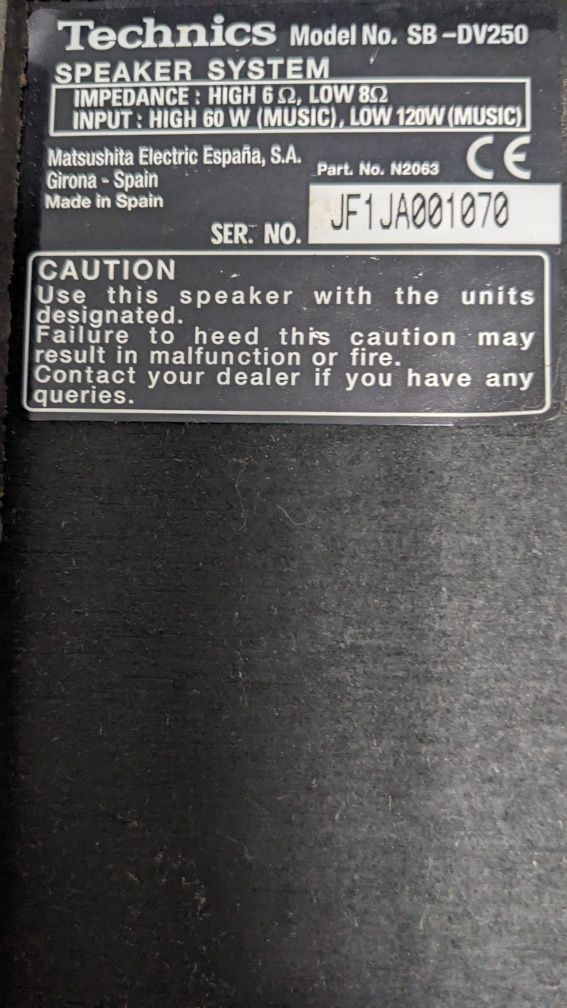 Technics Model No. SB-DV250
SPEAKER SYSTEM
IMPEDANCE : HIGH 6 Ω, LOW 8Ω
INPUT : HIGH 60 W (MUSIC), LOW 120W (MUSIC)
Matsushita Electric España, S.A.
Girona - Spain
Made in Spain
Part. No. N2063
CE
SER. NO. JF1JA001070
CAUTION
Use this speaker with the units
designated.
Failure to heed this caution may
result in malfunction or fire.
Contact your dealer if you have any
queries.